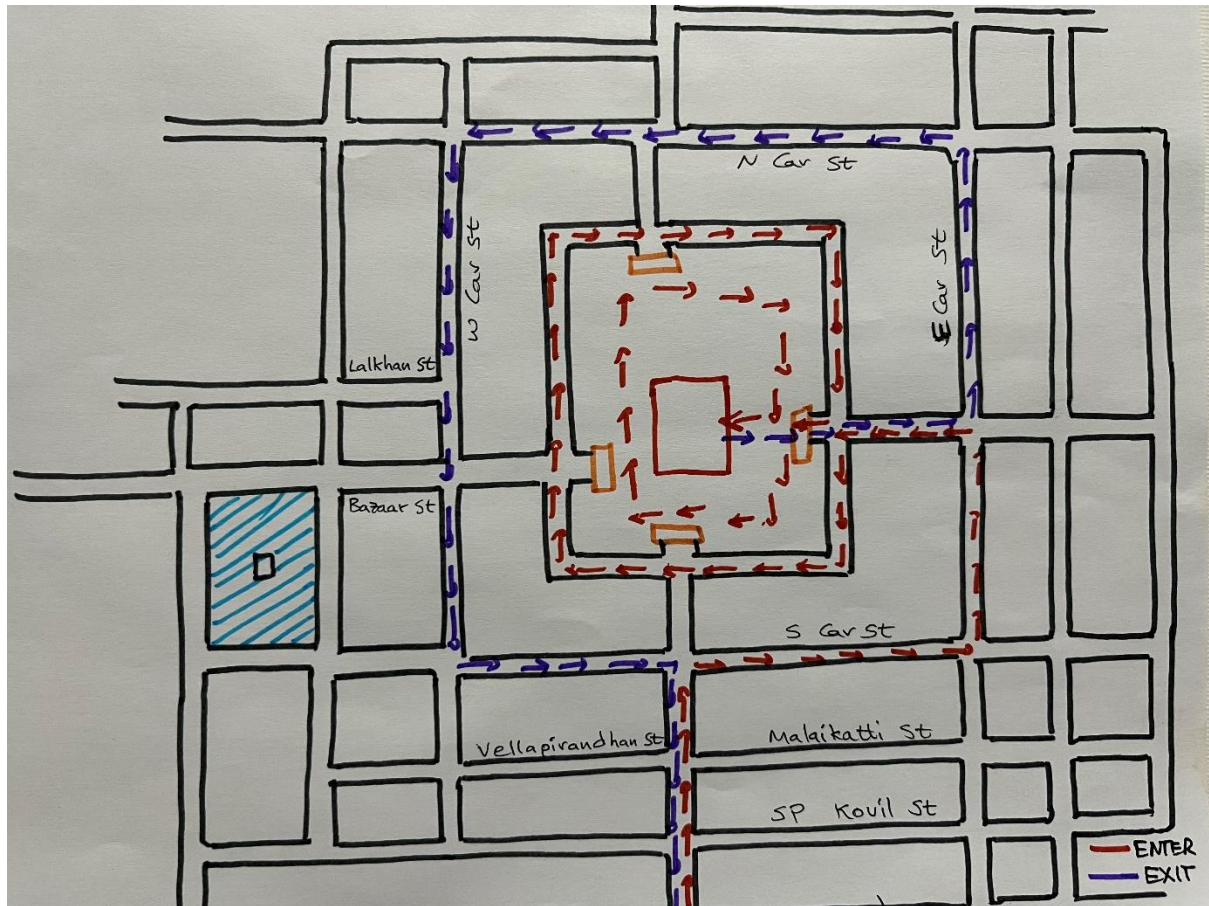 N Car St
W Car St
E Car St
Lalkhan St
Bazaar St
S Car St
Vellapirandhan St
Malaikatti St
SP Kovil St
ENTER
EXIT